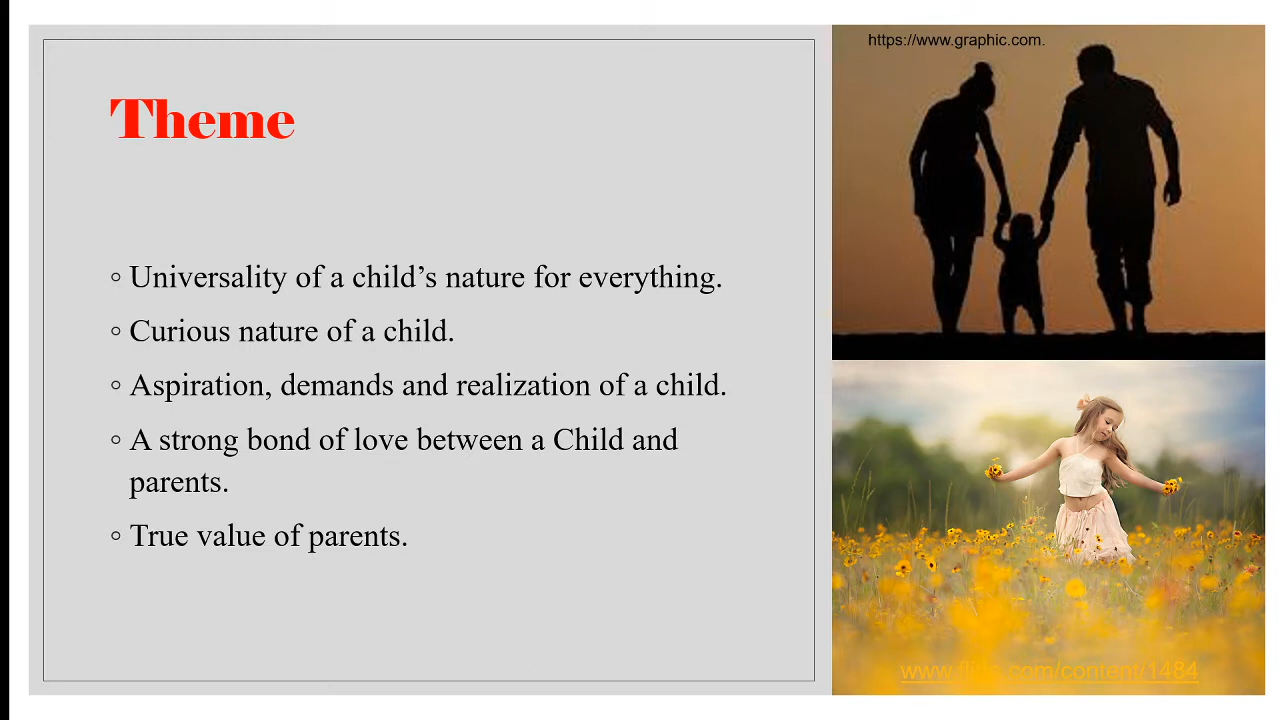 https://www.graphic.com.
Theme
◦ Universality of a child’s nature for everything.
◦ Curious nature of a child.
◦ Aspiration, demands and realization of a child.
◦ A strong bond of love between a Child and
parents.
◦ True value of parents.